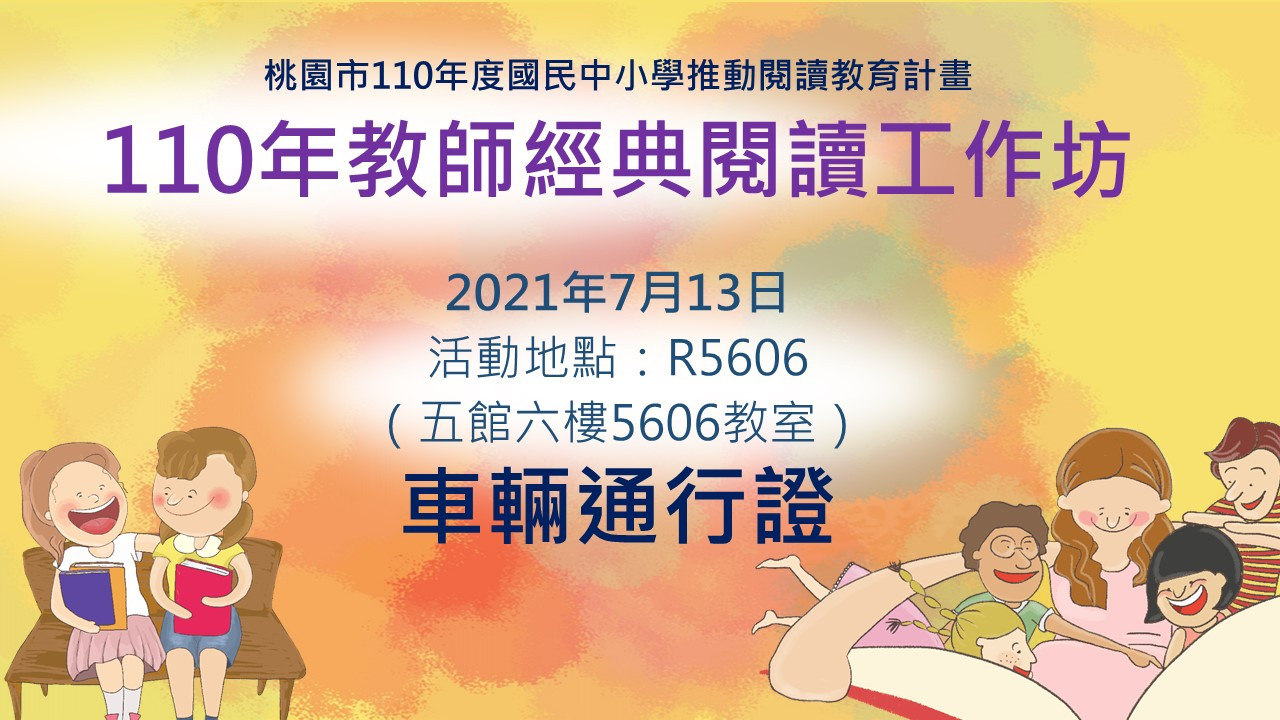 桃園市110年度國民中小學推動閱讀教育計畫
110年教師經典閱讀工作坊
2021年7月13日
活動地點：R5606
（五館六樓5606教室）
車輛通行證